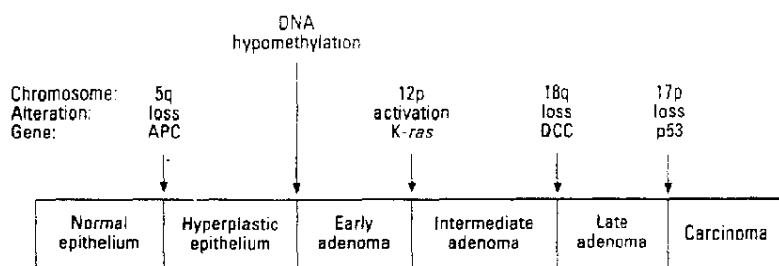 DNA
hypomethylation
Chromosome: 5q 12p 18q 17p
Alteration: loss activation loss loss
Gene: APC K-ras DCC p53
Normal epithelium
Hyperplastic epithelium
Early adenoma
Intermediate adenoma
Late adenoma
Carcinoma